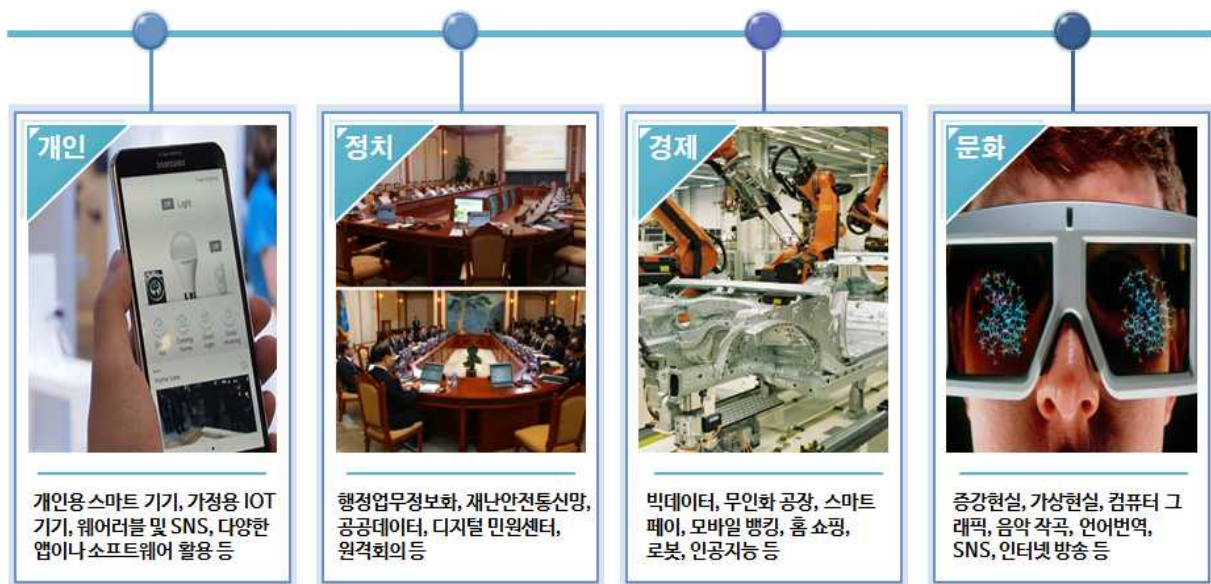 개인
SAMSUNG
Light
개인용 스마트 기기, 가정용 IOT
기기, 웨어러블 및 SNS, 다양한
앱이나 소프트웨어 활용 등
정치
행정업무정보화, 재난안전통신망,
공공데이터, 디지털 민원센터,
원격회의 등
경제
빅데이터, 무인화 공장, 스마트
페이, 모바일 뱅킹, 홈 쇼핑,
로봇, 인공지능 등
문화
증강현실, 가상현실, 컴퓨터 그
래픽, 음악 작곡, 언어번역,
SNS, 인터넷 방송 등